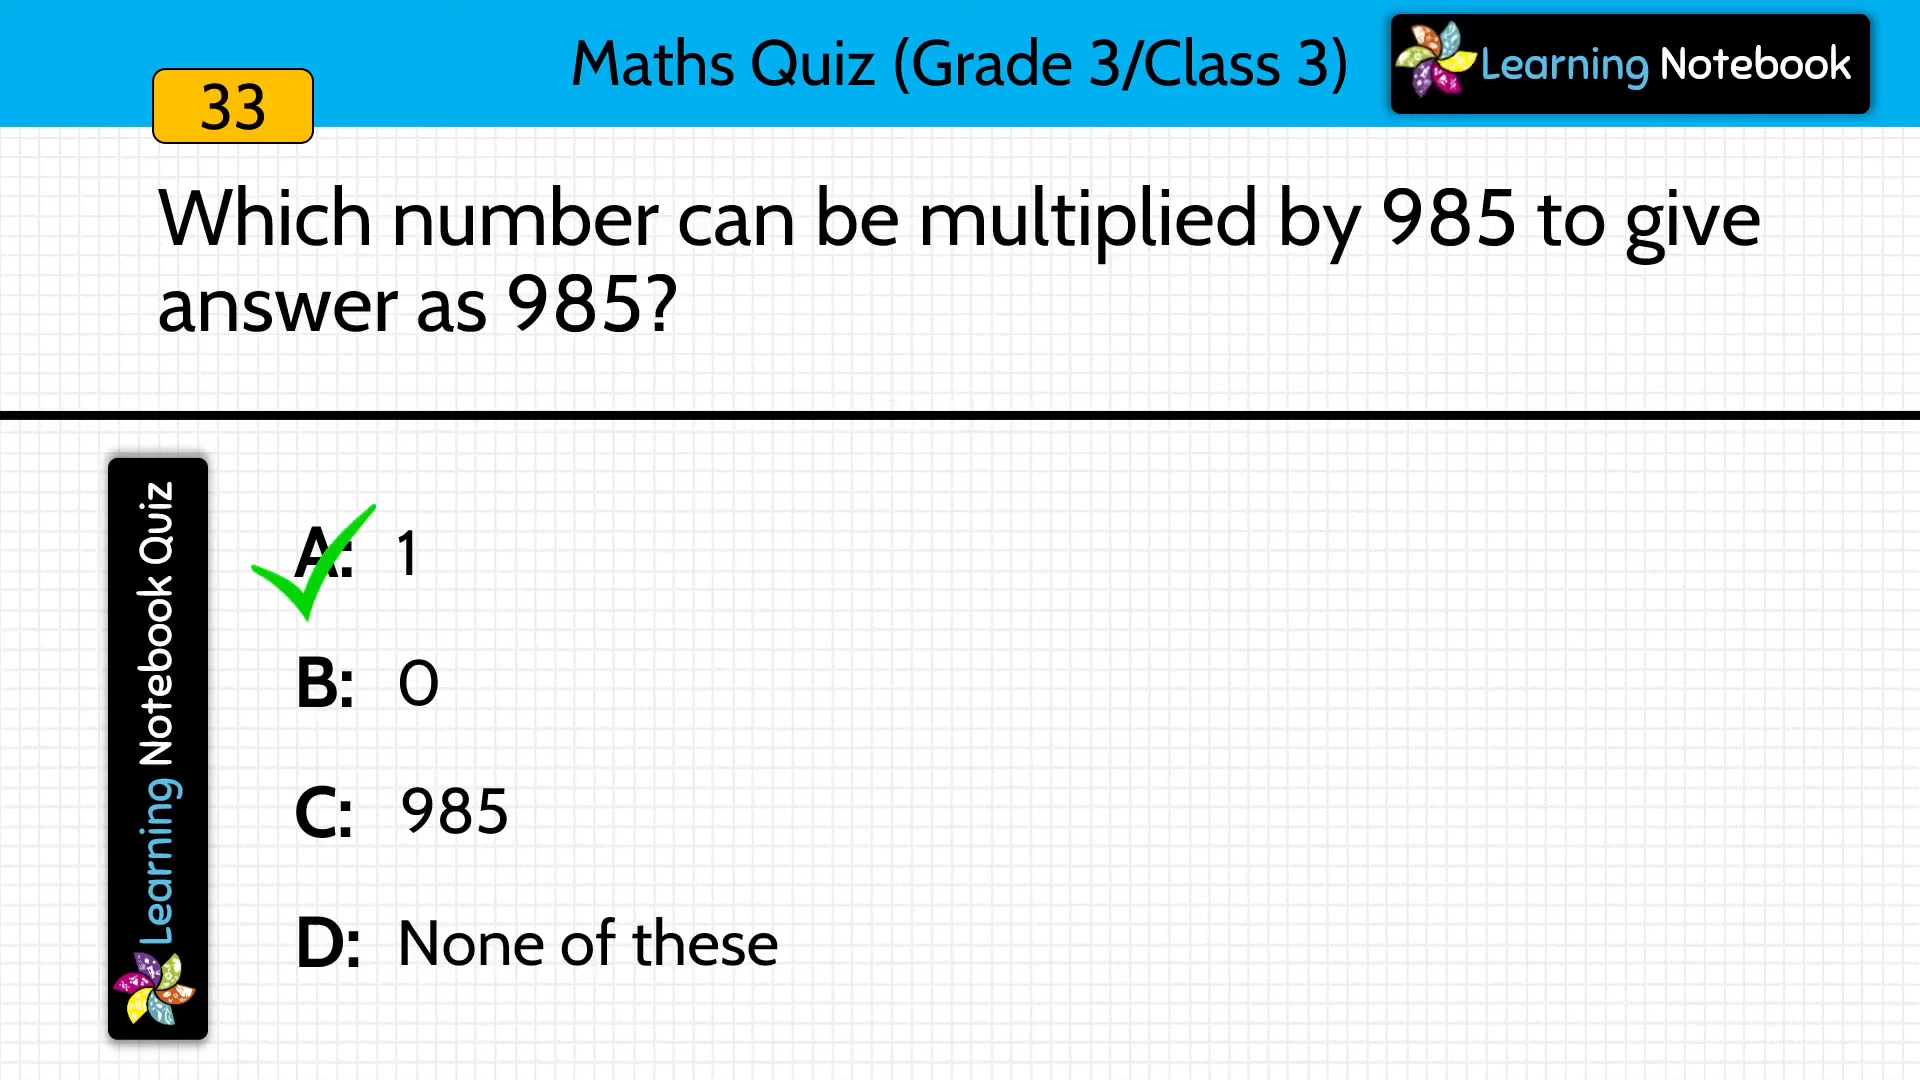 Maths Quiz (Grade 3/Class 3)
Learning Notebook
33
Which number can be multiplied by 985 to give
answer as 985?
Learning Notebook Quiz
A: 1
B: 0
C: 985
D: None of these